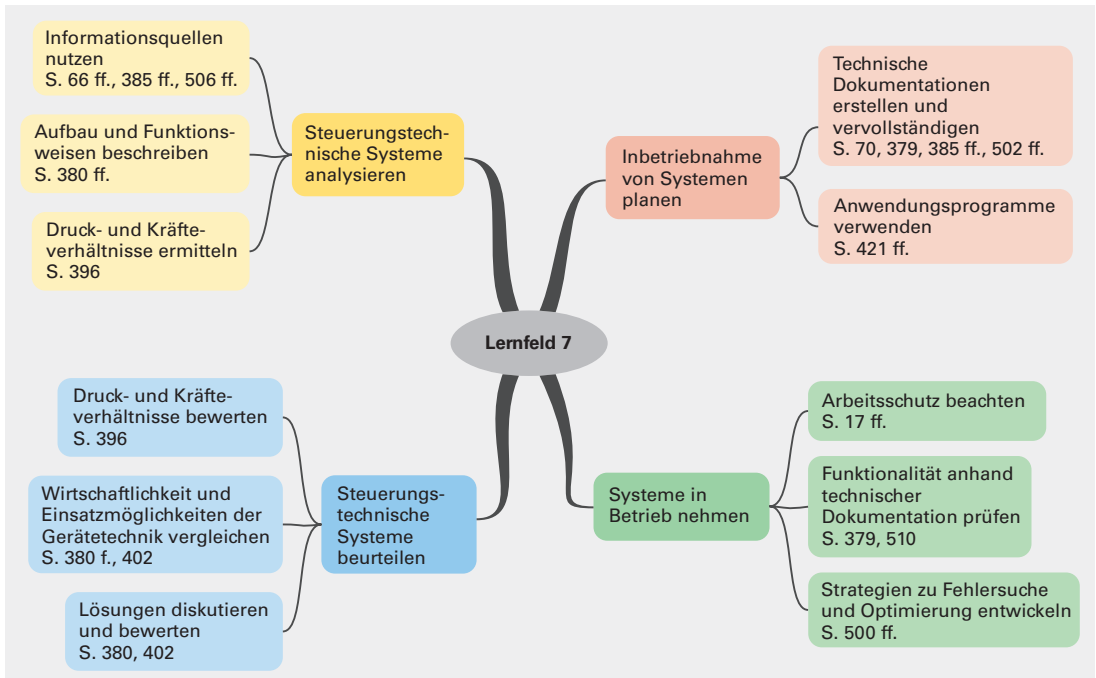 Informationsquellen
nutzen
S. 66 ff., 385 ff., 506 ff.
Aufbau und Funktions-
weisen beschreiben
S. 380 ff.
Druck- und Kräfte-
verhältnisse ermitteln
S. 396
Steuerungstech-
nische Systeme
analysieren
Inbetriebnahme
von Systemen
planen
Technische
Dokumentationen
erstellen und
vervollständigen
S. 70, 379, 385 ff., 502 ff.
Anwendungsprogramme
verwenden
S. 421 ff.
Lernfeld 7
Druck- und Kräfte-
verhältnisse bewerten
S. 396
Wirtschaftlichkeit und
Einsatzmöglichkeiten der
Gerätetechnik vergleichen
S. 380 f., 402
Lösungen diskutieren
und bewerten
S. 380, 402
Steuerungs-
technische
Systeme
beurteilen
Systeme in
Betrieb nehmen
Arbeitsschutz beachten
S. 17 ff.
Funktionalität anhand
technischer
Dokumentation prüfen
S. 379, 510
Strategien zu Fehlersuche
und Optimierung entwickeln
S. 500 ff.